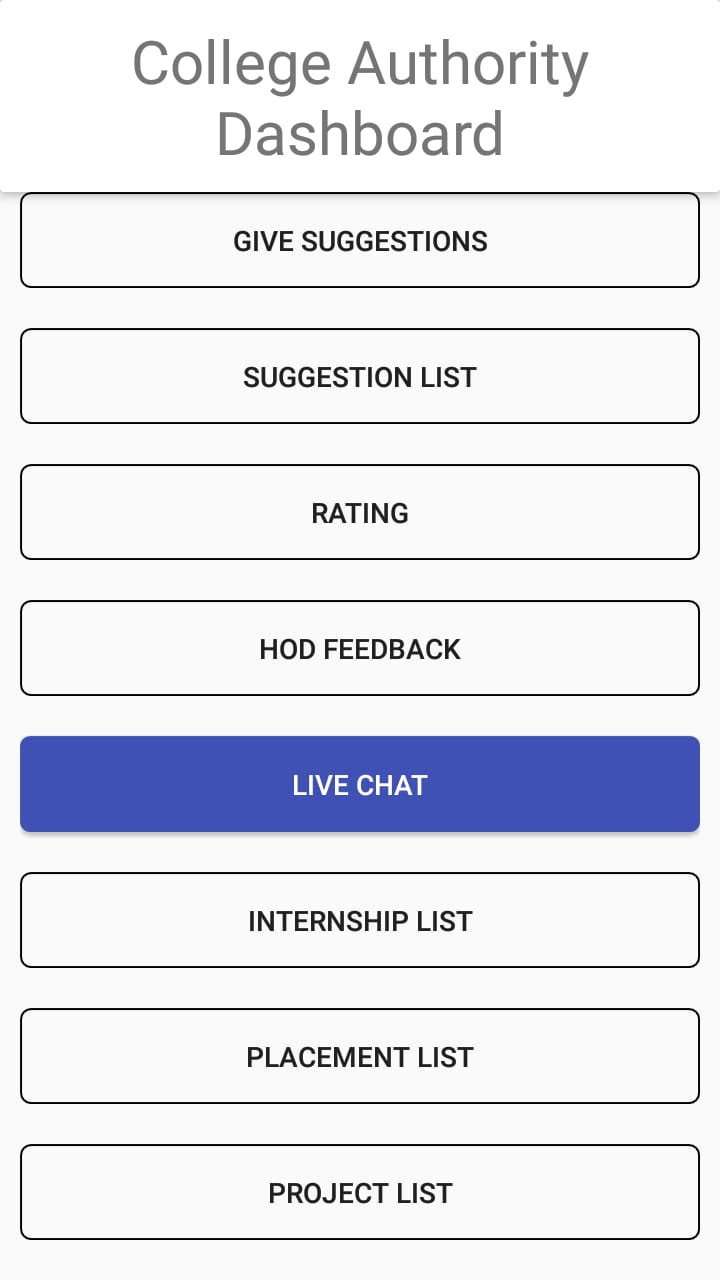 College Authority
Dashboard
GIVE SUGGESTIONS
SUGGESTION LIST
RATING
HOD FEEDBACK
LIVE CHAT
INTERNSHIP LIST
PLACEMENT LIST
PROJECT LIST